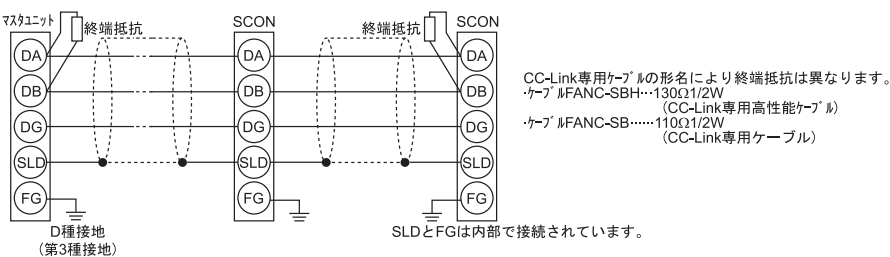 マスタユニット
終端抵抗
SCON
終端抵抗
SCON
DA
DA
DA
DB
DB
DB
DG
DG
DG
SLD
SLD
SLD
FG
FG
FG
D種接地
(第3種接地)
SLDとFGは内部で接続されています。
CC-Link専用ケーブルの形名により終端抵抗は異なります。
・ケーブルFANC-SBH…130Ω1/2W
(CC-Link専用高性能ケーブル)
・ケーブルFANC-SB……110Ω1/2W
(CC-Link専用ケーブル)